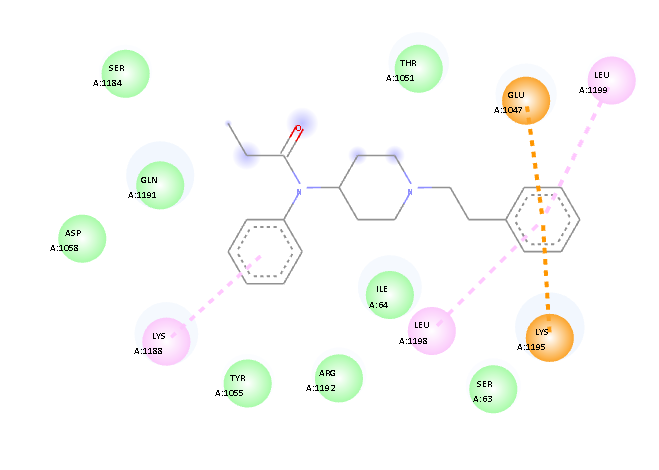 SER
A:1184
THR
A:1051
LEU
A:1199
GLU
A:1047
O
GLN
A:1191
N
N
ASP
A:1058
ILE
A:64
LEU
A:1198
LYS
A:1188
LYS
A:1195
TYR
A:1055
ARG
A:1192
SER
A:63